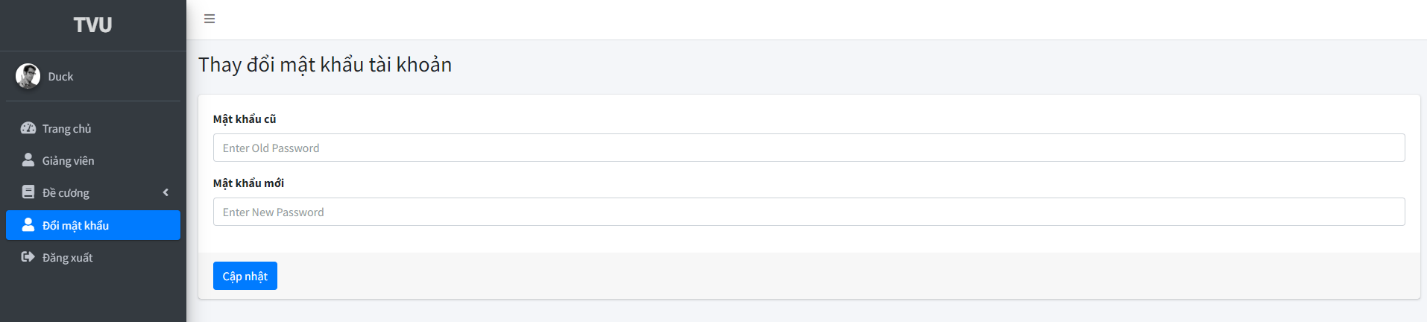 TVU
Duck
Trang chủ
Giảng viên
Đề cương
Đổi mật khẩu
Đăng xuất
Thay đổi mật khẩu tài khoản
Mật khẩu cũ
Enter Old Password
Mật khẩu mới
Enter New Password
Cập nhật